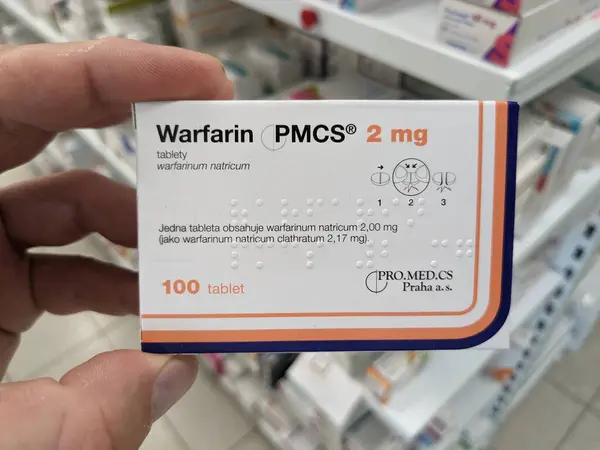 Warfarin PMCS® 2 mg
tablety
warfarinum natricum
1 2 3
Jedna tableta obsahuje warfarinum natricum 2,00 mg
(jako warfarinum natricum clathratum 2,17 mg).
100 tablet
PRO.MED.CS
Praha a. s.